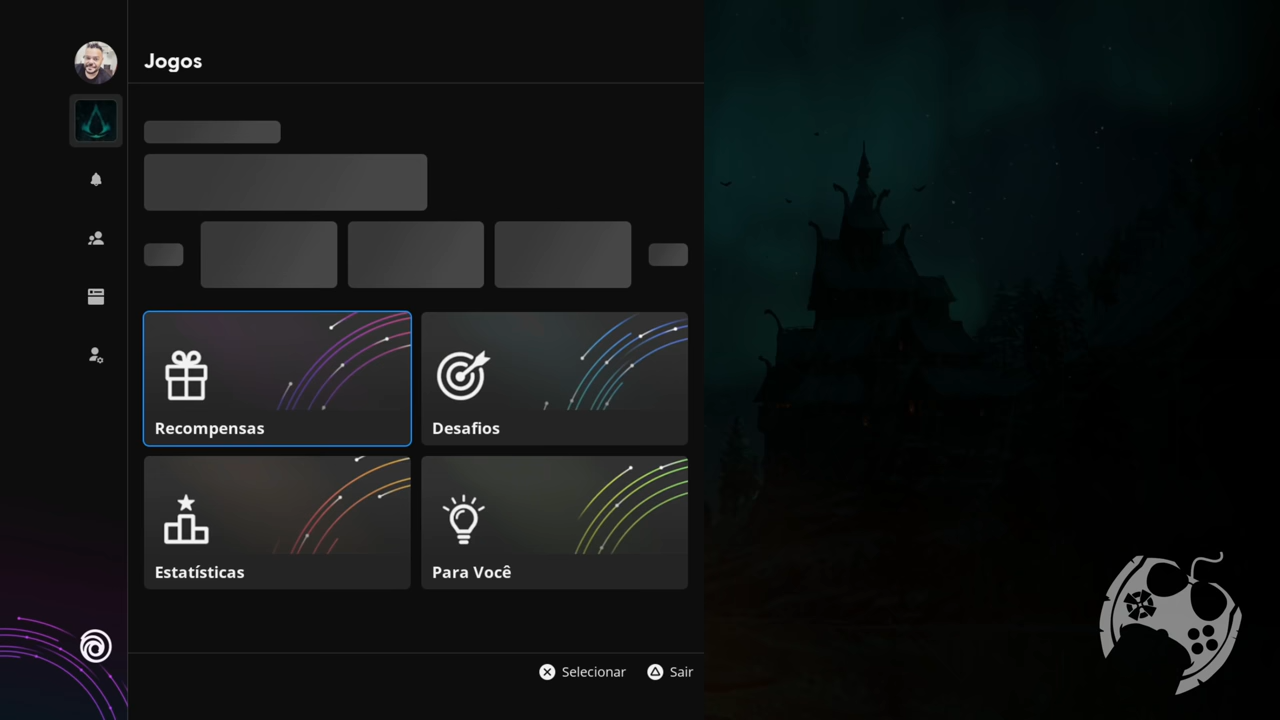 Jogos
Recompensas
Desafios
Estatísticas
Para Você
Selecionar
Sair